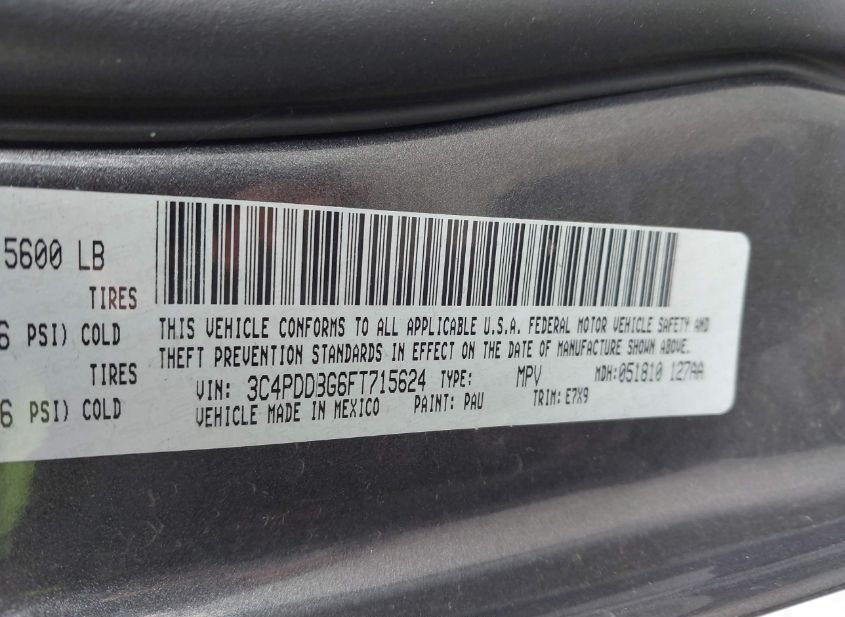 5600 LB
TIRES
6 PSI) COLD
TIRES
6 PSI) COLD
THIS VEHICLE CONFORMS TO ALL APPLICABLE U.S.A. FEDERAL MOTOR VEHICLE SAFETY AND
THEFT PREVENTION STANDARDS IN EFFECT ON THE DATE OF MANUFACTURE SHOWN ABOVE.
VIN: 3C4PDDBG6FT715624 TYPE: MPV MDH:051810 127AA
VEHICLE MADE IN MEXICO PAINT: PAU TRIM: E7X9